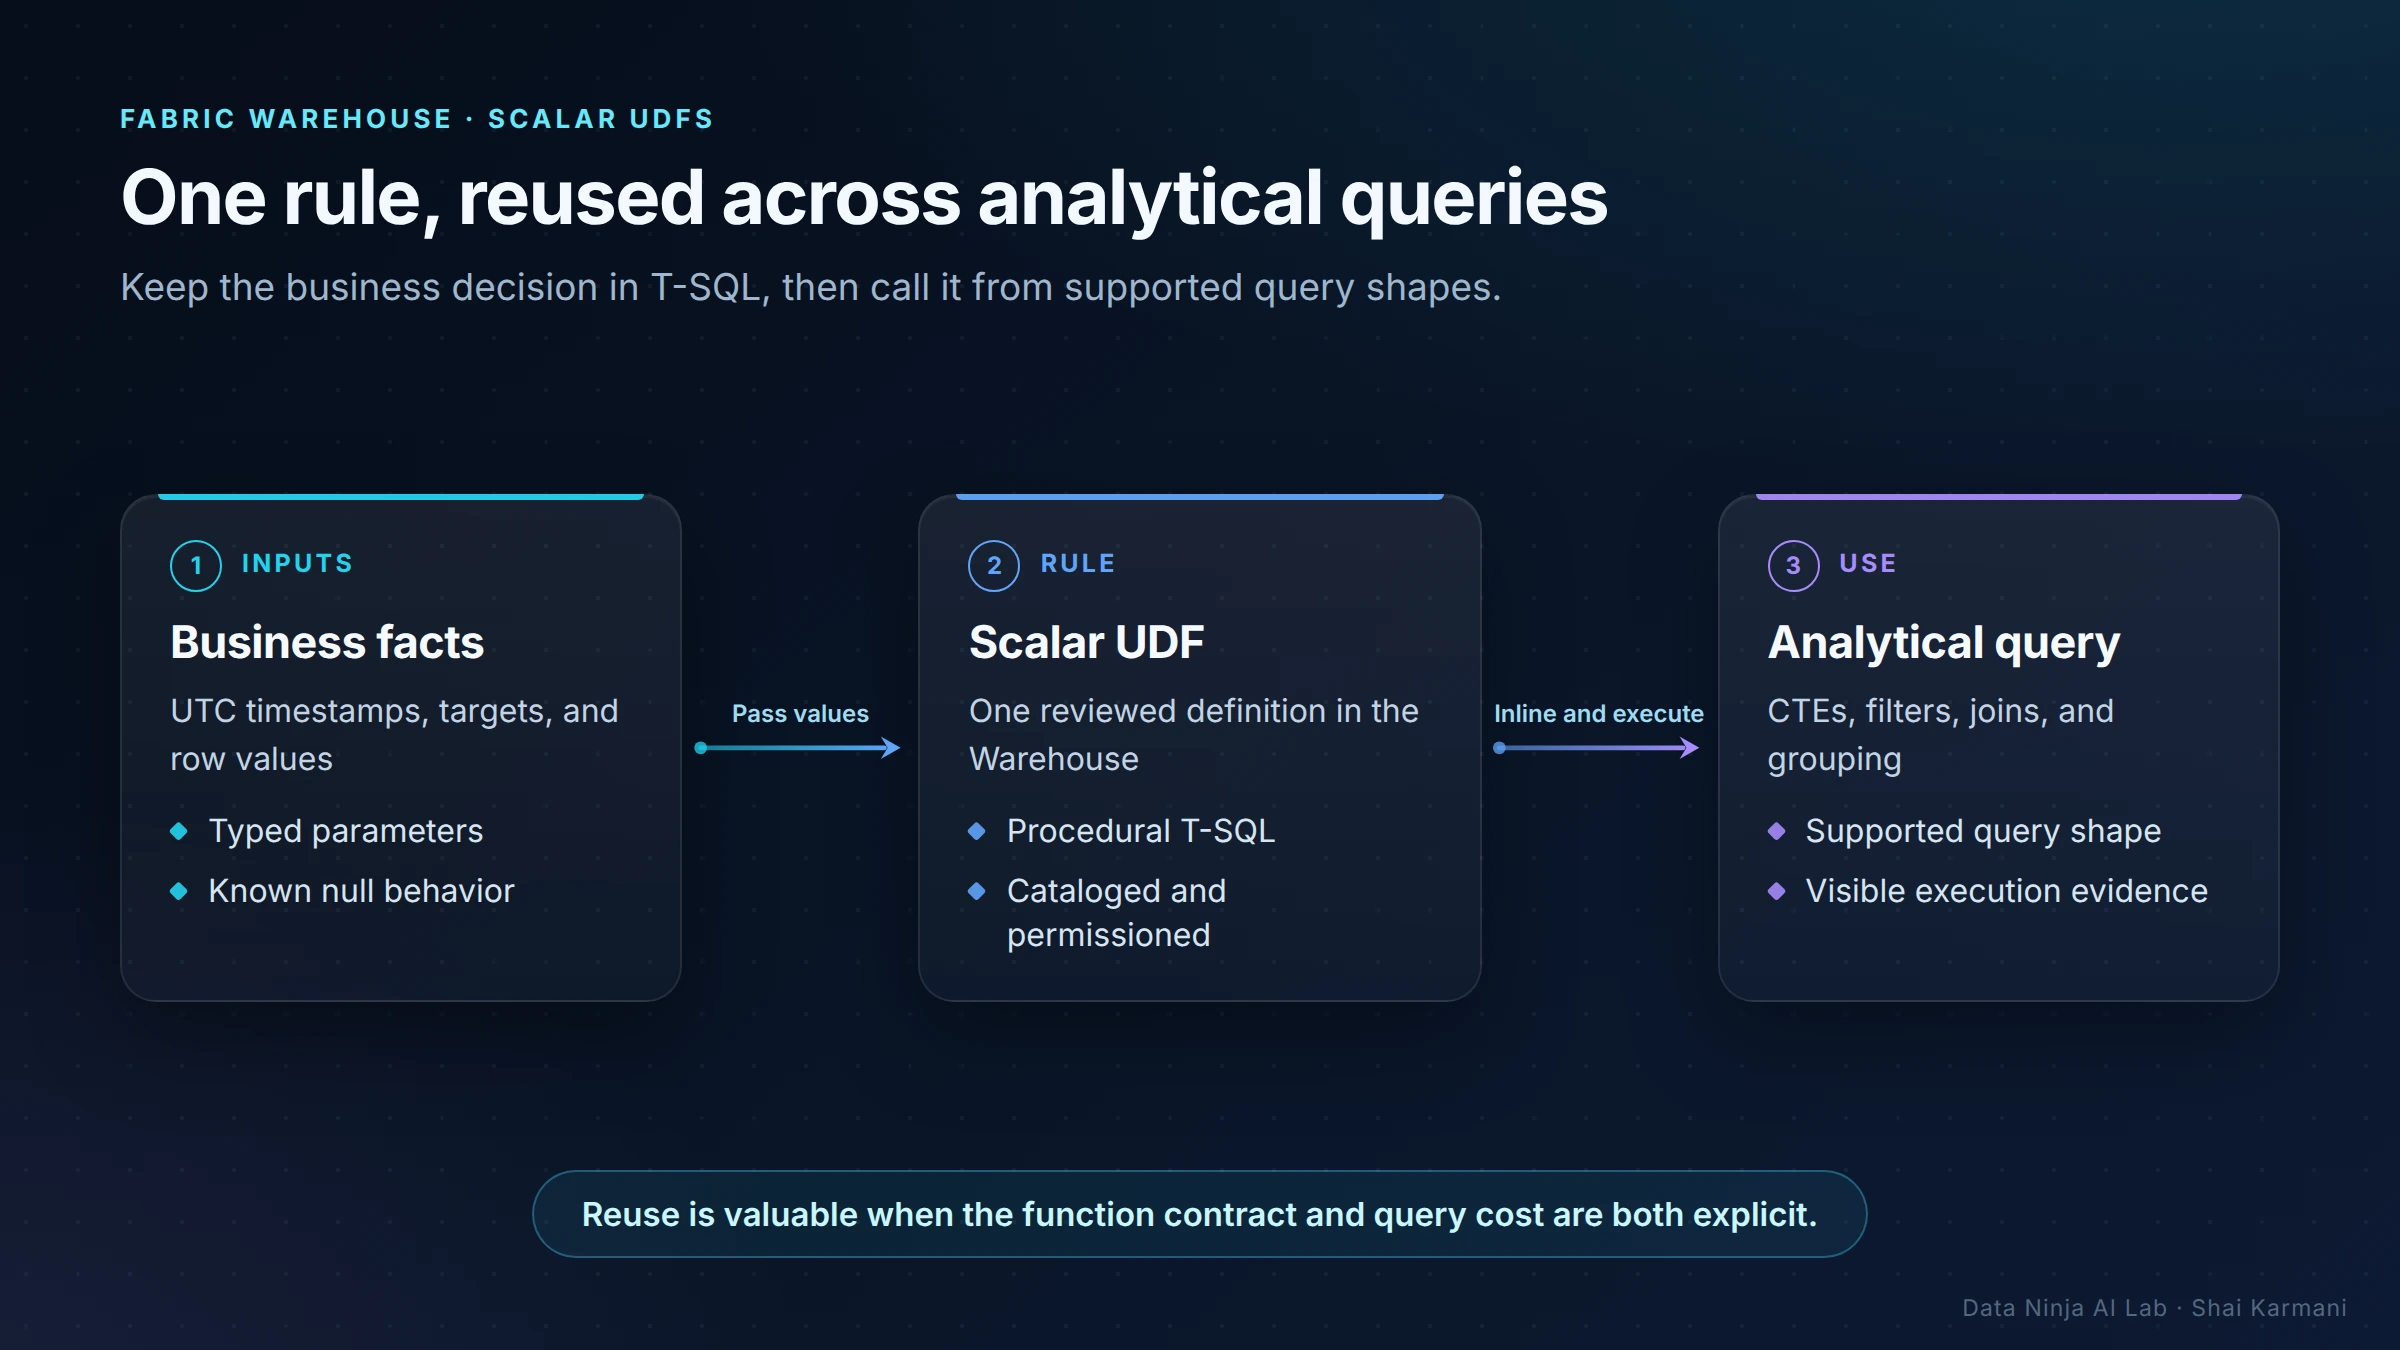 FABRIC WAREHOUSE · SCALAR UDFS
One rule, reused across analytical queries
Keep the business decision in T-SQL, then call it from supported query shapes.
1 INPUTS
Business facts
UTC timestamps, targets, and
row values
Typed parameters
Known null behavior
Pass values
2 RULE
Scalar UDF
One reviewed definition in the
Warehouse
Procedural T-SQL
Cataloged and
permissioned
Inline and execute
3 USE
Analytical query
CTEs, filters, joins, and
grouping
Supported query shape
Visible execution evidence
Reuse is valuable when the function contract and query cost are both explicit.
Data Ninja AI Lab · Shai Karmani